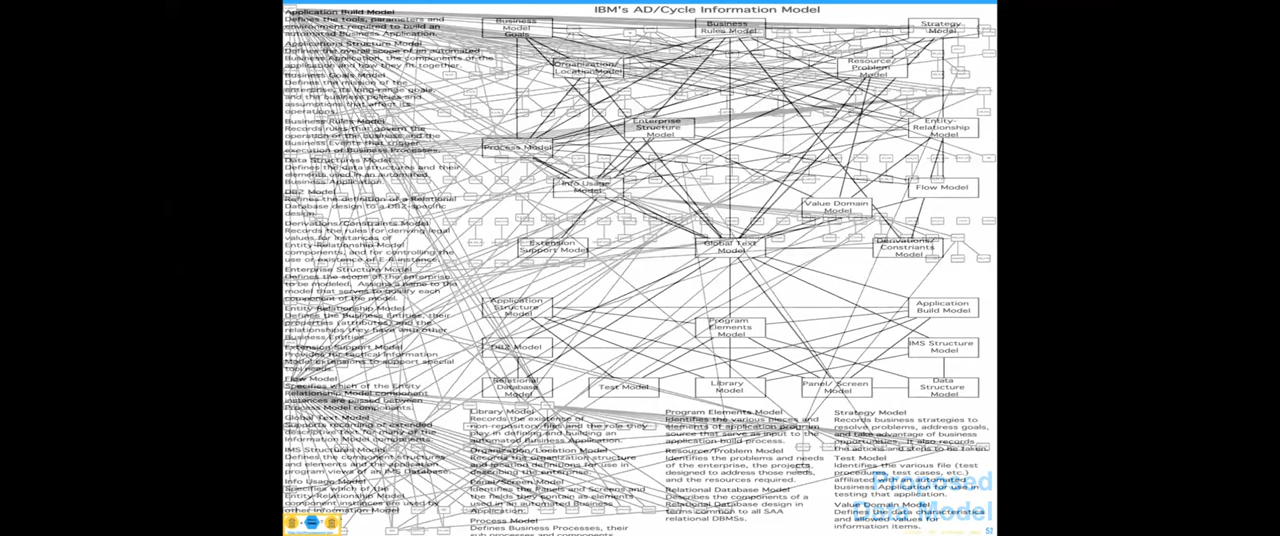 IBM's AD/Cycle Information Model
Business
Model
Goals
Business
Rules Model
Strategy
Model
Organization/
LocationModel
Resource/
Problem
Model
Enterprise
Structure
Model
Entity-
Relationship
Model
Process Model
Info Usage
Model
Flow Model
Value Domain
Model
Extension
Support Model
Global Text
Model
Derivations/
Constriants
Model
Application
Structure
Model
Application
Build Model
Program
Elements
Model
DB2 Model
IMS Structure
Model
Relational
Database Model
Test Model
Library
Model
Panel/ Screen
Model
Data
Structure
Model
Application Build Model
Defines the tools, parameters and
environment required to build an
automated Business Application.
Applications Structure Model
Defines the overall scope of an automated
Business Application, the components of the
application and how they fit together.
Business Goals Model
Defines the mission of the
enterprise, its long-range goals,
and the business policies and
assumptions that affect its
operations.
Business Rules Model
Records rules that govern the
operation of the business and the
Business Events that trigger
execution of Business Processes.
Data Structures Model
Defines the data structures and their
elements used in an automated
Business Application.
DB2 Model
Refines the definition of a Relational
Database design to a DB2-specific
design.
Derivations/Constraints Model
Records the rules for deriving legal
values for instances of
Entity-Relationship Model
components, and for controlling the
use or existence of E-R instance.
Enterprise Structure Model
Defines the scope of the enterprise
to be modeled. Assigns a name to the
model that serves to qualify each
component of the model.
Entity-Relationship Model
Defines the Business Entities, their
properties (attributes) and the
relationships they have with other
Business Entities.
Extension Support Model
Provides for tactical Information
Model extensions to support special
tool needs.
Flow Model
Specifies which of the Entity
Relationship Model component
instances are passed between
Process Model components.
Global Text Model
Supports recording of extended
descriptive text for many of the
Information Model components.
IMS Structures Model
Defines the component structures
and elements and the application
program views of an IMS Database.
Info Usage Model
Specifies which of the
Entity-Relationship Model
component instances are used by
other Information Model
Library Model
Records the existence of
non-repository files and the role they
play in defining and building an
automated Business Application.
Organization/Location Model
Records the organization structure
and location definitions for use in
describing the enterprise.
Panel/Screen Model
Identifies the Panels and Screens and
the fields they contain as elements
used in an automated Business
Application.
Process Model
Defines Business Processes, their
sub processes and components.
Program Elements Model
Identifies the various pieces and
elements of application program
source that serve as input to the
application build process.
Resource/Problem Model
Identifies the problems and needs
of the enterprise, the projects
designed to address those needs,
and the resources required.
Relational Database Model
Describes the components of a
Relational Database design in
terms common to all SAA
relational DBMSs.
Strategy Model
Records business strategies to
resolve problems, address goals,
and take advantage of business
opportunities. It also records
the actions and steps to be taken.
Test Model
Identifies the various file (test
procedures, test cases, etc.)
affiliated with an automated
business Application for use in
testing that application.
Value Domain Model
Defines the data characteristics
and allowed values for
information items.
Data Model